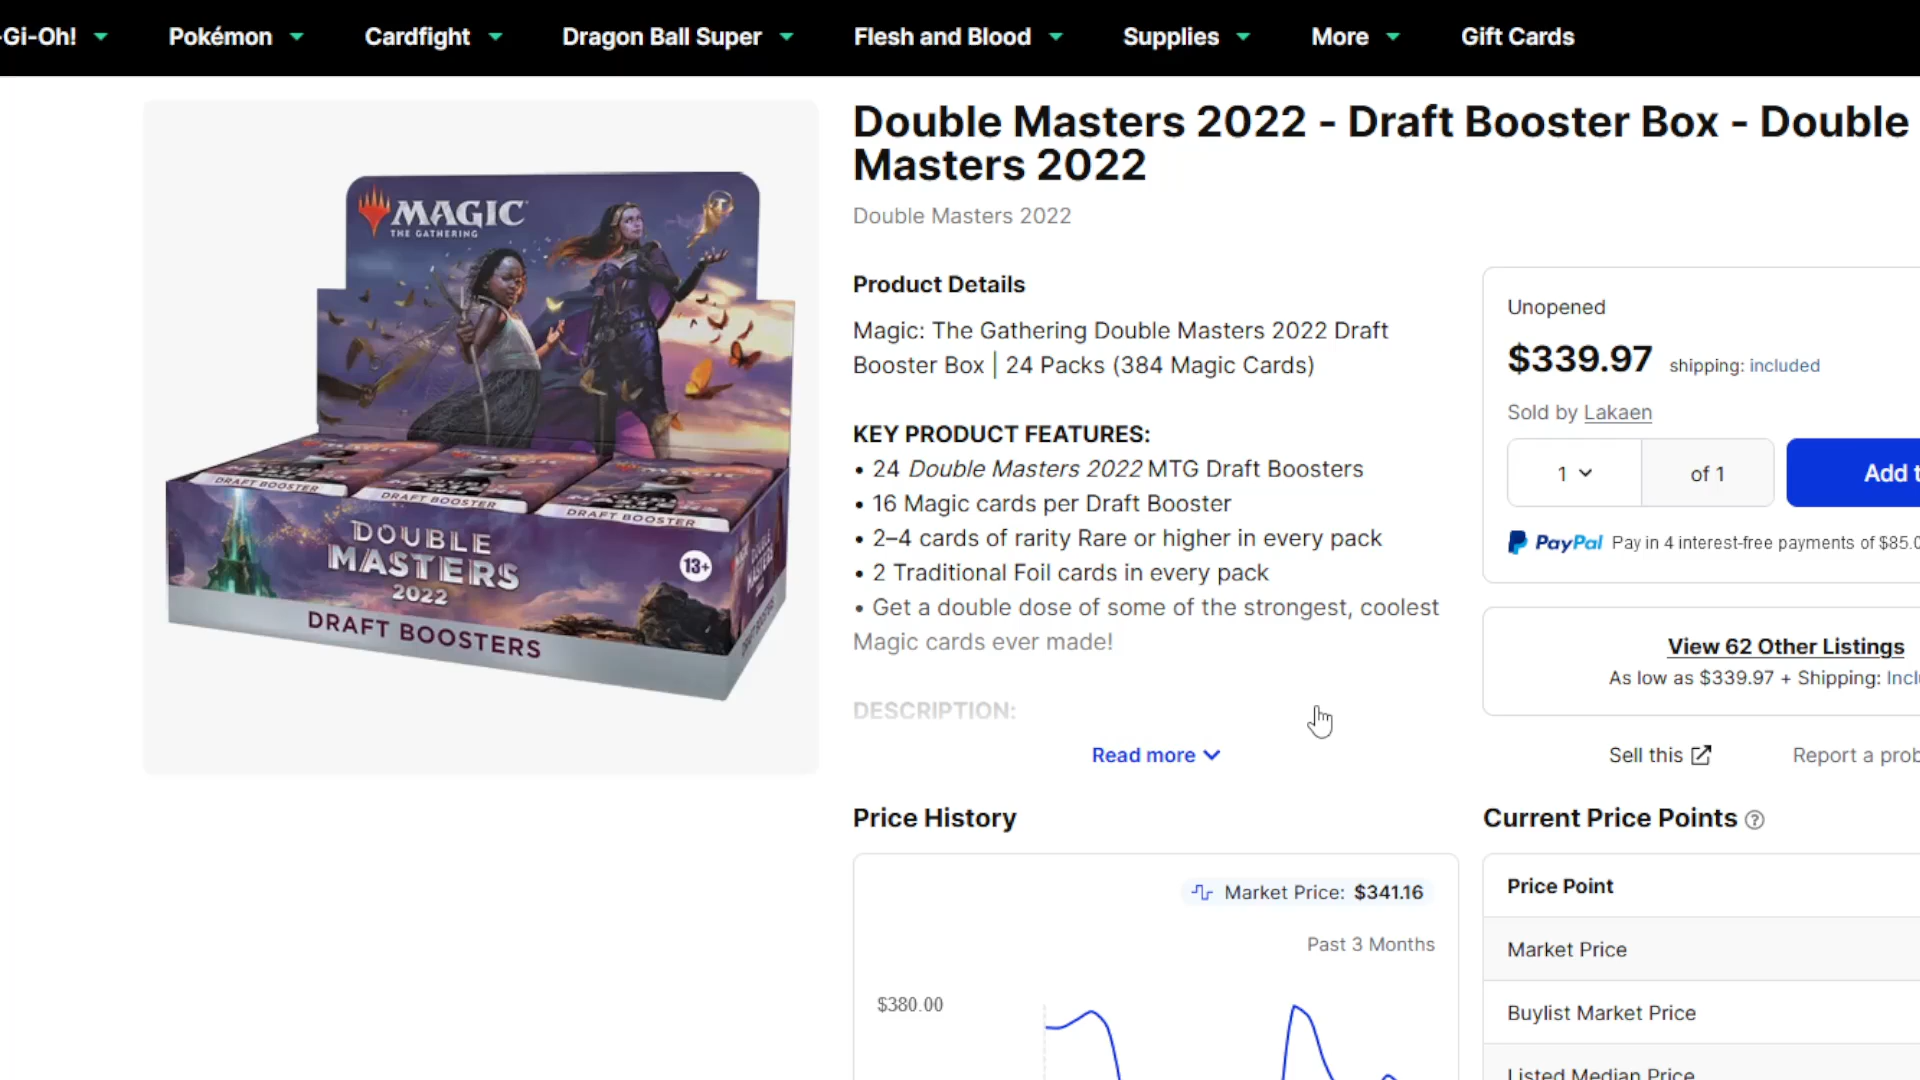 -Gi-Oh! Pokémon Cardfight Dragon Ball Super Flesh and Blood Supplies More Gift Cards
MAGIC
THE GATHERING
DRAFT BOOSTER
DRAFT BOOSTER
DRAFT BOOSTER
DOUBLE
MASTERS
2022
13+
DRAFT BOOSTERS
Double Masters 2022 - Draft Booster Box - Double
Masters 2022
Double Masters 2022
Product Details
Magic: The Gathering Double Masters 2022 Draft
Booster Box | 24 Packs (384 Magic Cards)
KEY PRODUCT FEATURES:
• 24 Double Masters 2022 MTG Draft Boosters
• 16 Magic cards per Draft Booster
• 2–4 cards of rarity Rare or higher in every pack
• 2 Traditional Foil cards in every pack
• Get a double dose of some of the strongest, coolest
Magic cards ever made!
DESCRIPTION:
Read more
Unopened
$339.97 shipping: included
Sold by Lakaen
1 of 1 Add t
PayPal Pay in 4 interest-free payments of $85.0
View 62 Other Listings
As low as $339.97 + Shipping: Incl
Sell this Report a prob
Price History
Market Price: $341.16
Past 3 Months
$380.00
Current Price Points ?
Price Point
Market Price
Buylist Market Price
Listed Median Price